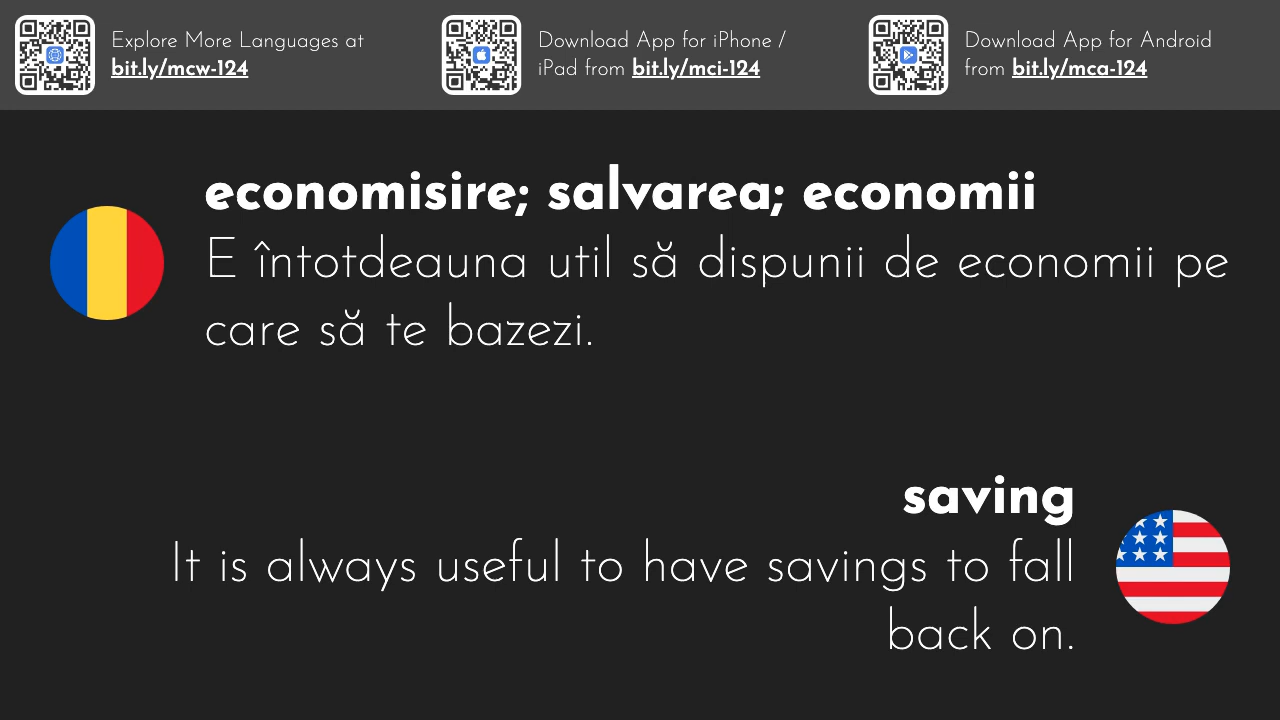 Explore More Languages at
bit.ly/mcw-124
Download App for iPhone /
iPad from bit.ly/mci-124
Download App for Android
from bit.ly/mca-124
economisire; salvarea; economii
E întotdeauna util să dispunii de economii pe
care să te bazezi.
saving
It is always useful to have savings to fall
back on.